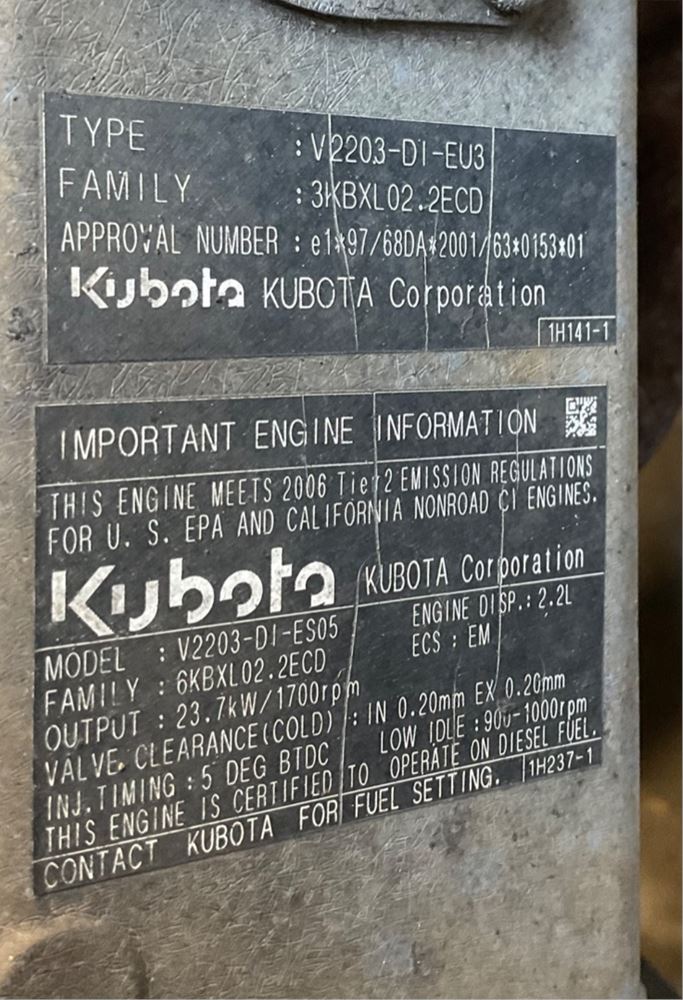 TYPE : V2203-DI-EU3
FAMILY : 3KBXL02.2ECD
APPROVAL NUMBER : e1*97/68DA*2001/63*0153*01
Kubota KUBOTA Corporation
1H141-1
IMPORTANT ENGINE INFORMATION
THIS ENGINE MEETS 2006 Tier2 EMISSION REGULATIONS
FOR U. S. EPA AND CALIFORNIA NONROAD CI ENGINES.
Kubota KUBOTA Corporation
MODEL : V2203-DI-ES05 ENGINE DISP.: 2.2L
FAMILY : 6KBXL02.2ECD ECS : EM
OUTPUT : 23.7kW/1700rpm
VALVE CLEARANCE(COLD) : IN 0.20mm EX 0.20mm
INJ. TIMING : 5 DEG BTDC LOW IDLE : 900-1000rpm
THIS ENGINE IS CERTIFIED TO OPERATE ON DIESEL FUEL.
CONTACT KUBOTA FOR FUEL SETTING. 1H237-1